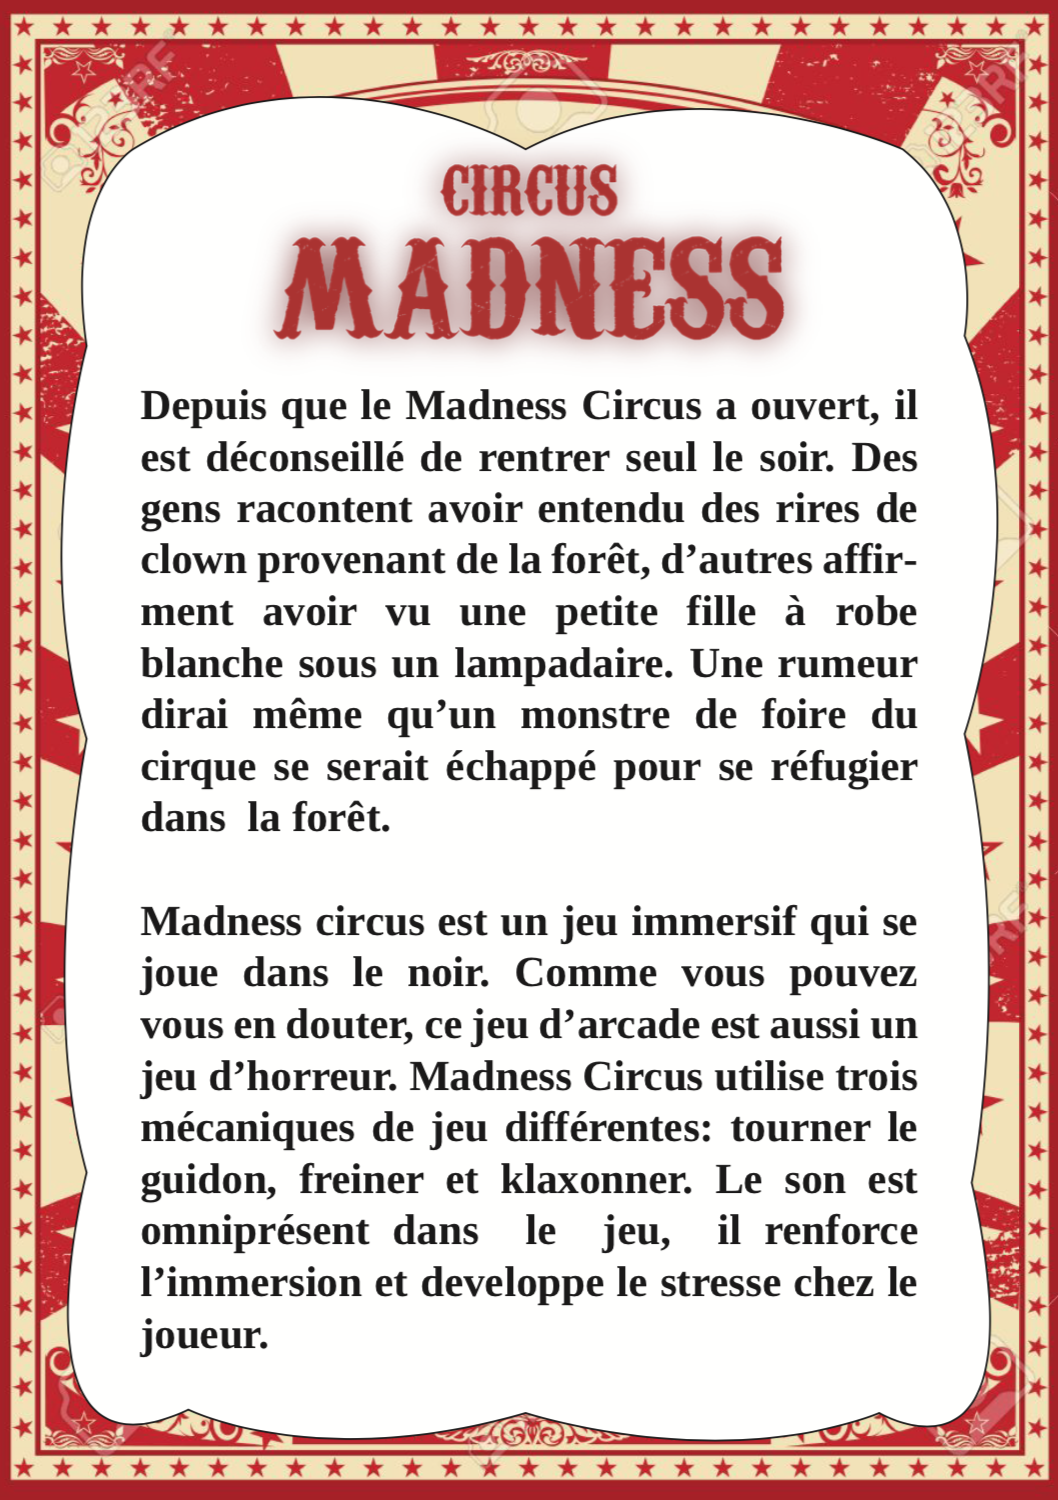 CIRCUS
MADNESS
Depuis que le Madness Circus a ouvert, il
est déconseillé de rentrer seul le soir. Des
gens racontent avoir entendu des rires de
clown provenant de la forêt, d’autres affir-
ment avoir vu une petite fille à robe
blanche sous un lampadaire. Une rumeur
dirai même qu’un monstre de foire du
cirque se serait échappé pour se réfugier
dans la forêt.
Madness circus est un jeu immersif qui se
joue dans le noir. Comme vous pouvez
vous en douter, ce jeu d’arcade est aussi un
jeu d’horreur. Madness Circus utilise trois
mécaniques de jeu différentes: tourner le
guidon, freiner et klaxonner. Le son est
omniprésent dans le jeu, il renforce
l’immersion et developpe le stresse chez le
joueur.